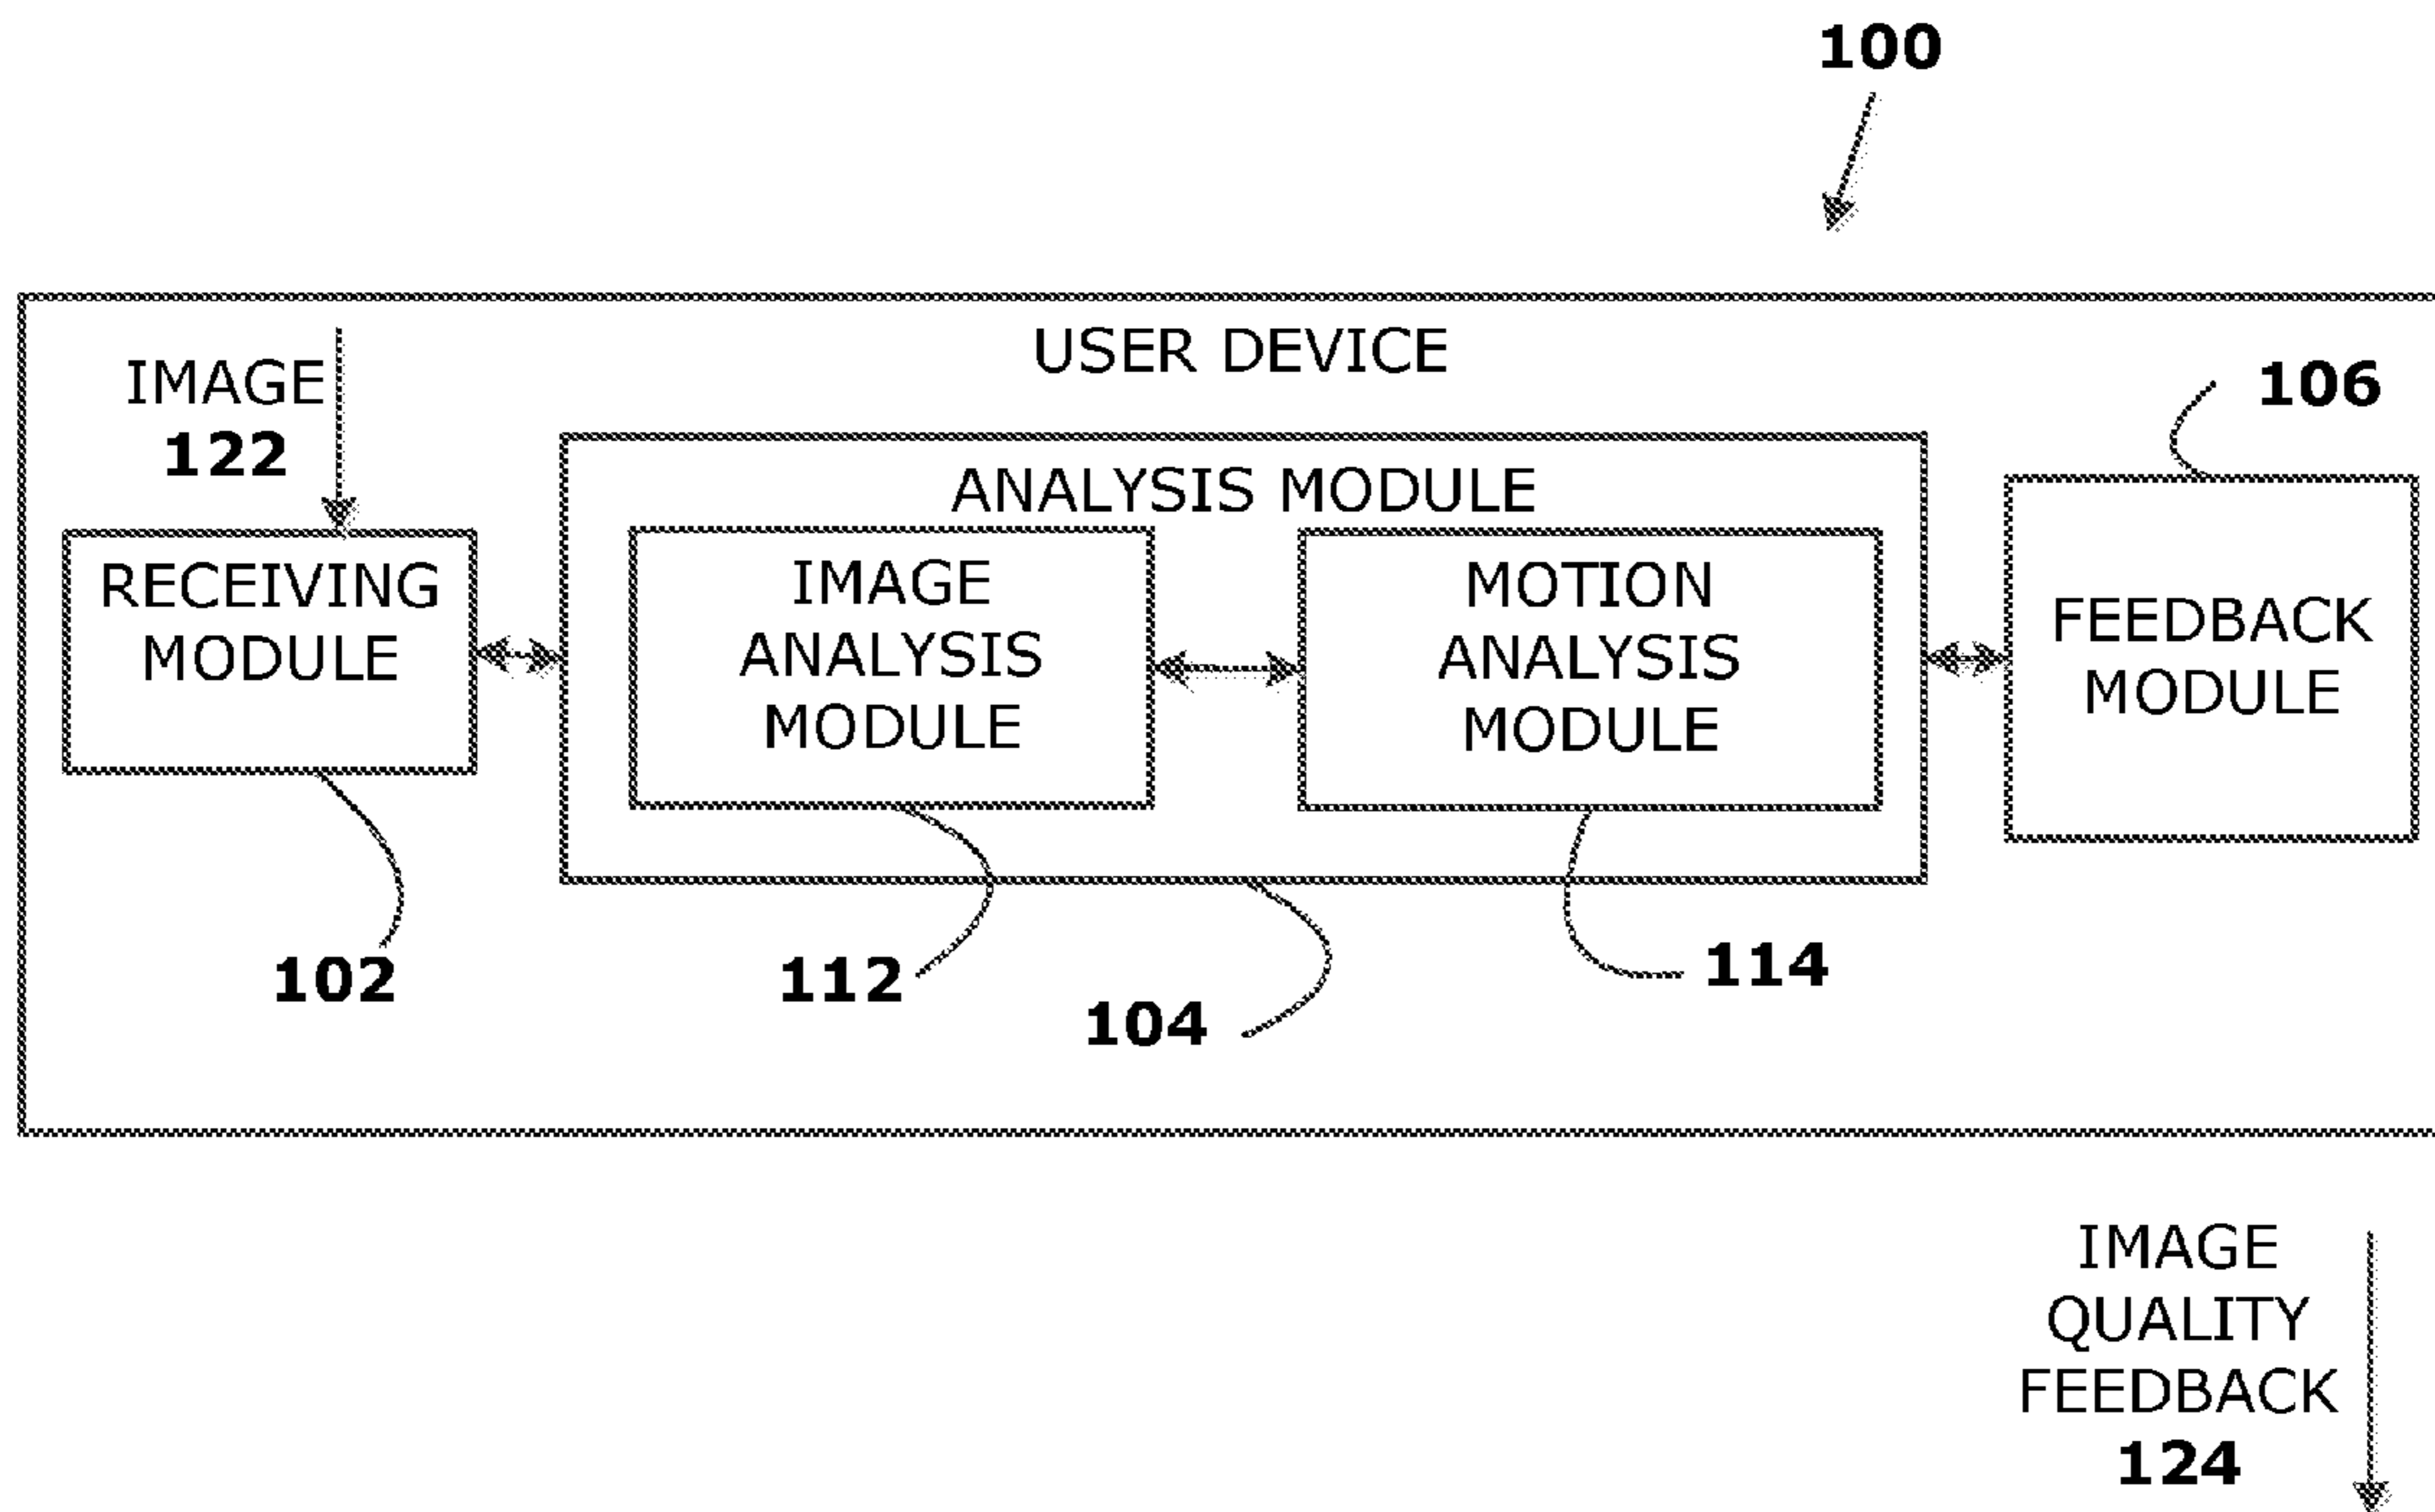 100
USER DEVICE
IMAGE
122
106
ANALYSIS MODULE
RECEIVING
MODULE
IMAGE
ANALYSIS
MODULE
MOTION
ANALYSIS
MODULE
FEEDBACK
MODULE
102
112
104
114
IMAGE
QUALITY
FEEDBACK
124